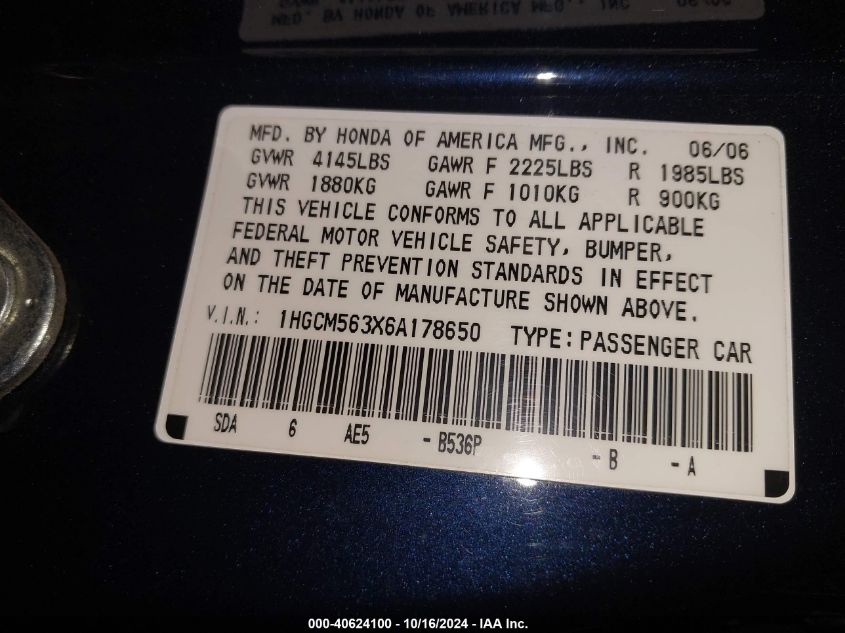 MFD. BY HONDA OF AMERICA MFG., INC. 06/06
GVWR 4145LBS GAWR F 2225LBS R 1985LBS
GVWR 1880KG GAWR F 1010KG R 900KG
THIS VEHICLE CONFORMS TO ALL APPLICABLE
FEDERAL MOTOR VEHICLE SAFETY, BUMPER,
AND THEFT PREVENTION STANDARDS IN EFFECT
ON THE DATE OF MANUFACTURE SHOWN ABOVE.
V.I.N.: 1HGCM563X6A178650 TYPE: PASSENGER CAR
SDA 6 AE5 - B536P - B - A
000-40624100 - 10/16/2024 - IAA Inc.